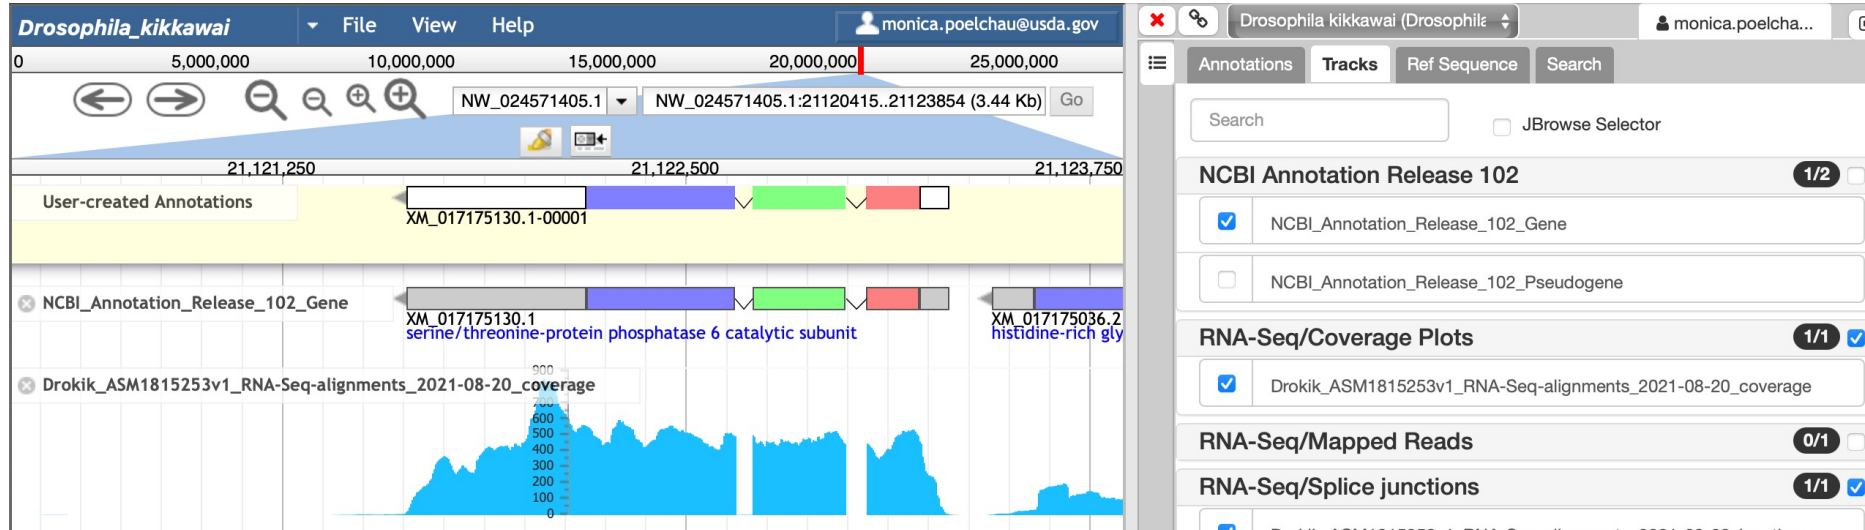 Drosophila_kikkawai File View Help monica.poelchau@usda.gov
0 5,000,000 10,000,000 15,000,000 20,000,000 25,000,000
NW_024571405.1 NW_024571405.1:21120415..21123854 (3.44 Kb) Go
21,121,250 21,122,500 21,123,750
User-created Annotations
XM_017175130.1-00001
NCBI_Annotation_Release_102_Gene
XM_017175130.1 XM_017175036.2
serine/threonine-protein phosphatase 6 catalytic subunit histidine-rich gly
900
Drokik_ASM1815253v1_RNA-Seq-alignments_2021-08-20_coverage
700
600
500
400
300
200
100
0
Drosophila kikkawai (Drosophila monica.poelcha...
Annotations Tracks Ref Sequence Search
Search JBrowse Selector
NCBI Annotation Release 102 1/2
NCBI_Annotation_Release_102_Gene
NCBI_Annotation_Release_102_Pseudogene
RNA-Seq/Coverage Plots 1/1
Drokik_ASM1815253v1_RNA-Seq-alignments_2021-08-20_coverage
RNA-Seq/Mapped Reads 0/1
RNA-Seq/Splice junctions 1/1